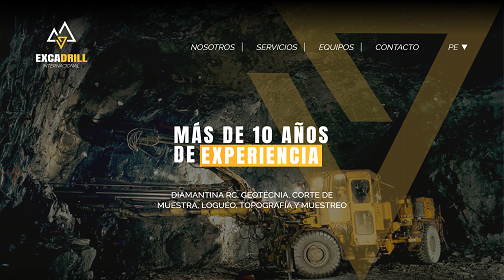 EXCADRILL
INTERNACIONAL
NOSOTROS | SERVICIOS | EQUIPOS | CONTACTO PE ▼
MÁS DE 10 AÑOS
DE EXPERIENCIA
DIAMANTINA RC, GEOTECNIA, CORTE DE
MUESTRA, LOGUEO, TOPOGRAFÍA Y MUESTREO